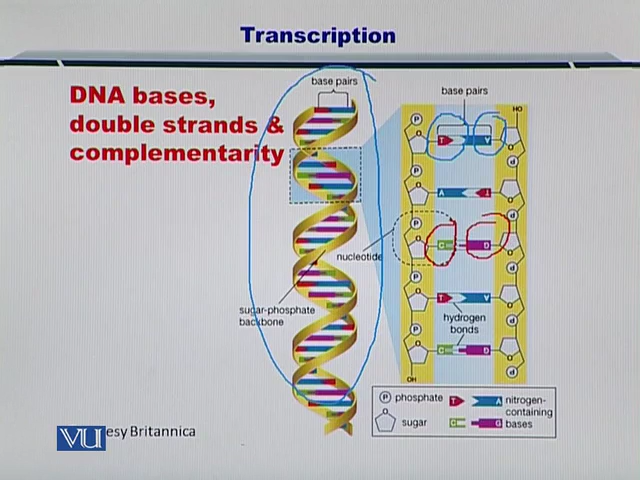 Transcription
DNA bases,
double strands &
complementarity
base pairs
base pairs
HO
P
T A
P
A T
P
nucleotide
C G
P
sugar-phosphate
backbone
T A
hydrogen
bonds
P
C G
OH
P phosphate T A nitrogen-
containing
sugar C G bases
VU esy Britannica